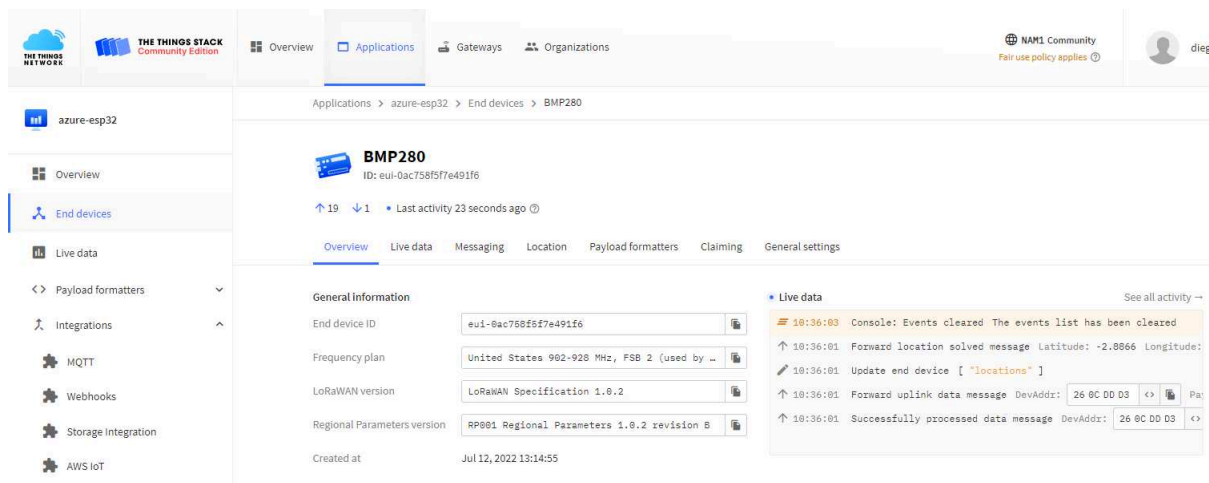 THE THINGS NETWORK
THE THINGS STACK
Community Edition
Overview
Applications
Gateways
Organizations
NAM1 Community
Fair use policy applies
dieg
azure-esp32
Overview
End devices
Live data
<> Payload formatters
Integrations
MQTT
Webhooks
Storage Integration
AWS IoT
Applications > azure-esp32 > End devices > BMP280
BMP280
ID: eui-0ac758f5f7e491f6
↑ 19 ↓ 1 • Last activity 23 seconds ago
Overview Live data Messaging Location Payload formatters Claiming General settings
General information
End device ID eui-0ac758f5f7e491f6
Frequency plan United States 902-928 MHz, FSB 2 (used by …
LoRaWAN version LoRaWAN Specification 1.0.2
Regional Parameters version RP001 Regional Parameters 1.0.2 revision B
Created at Jul 12, 2022 13:14:55
• Live data See all activity →
10:36:03 Console: Events cleared The events list has been cleared
↑ 10:36:01 Forward location solved message Latitude: -2.8866 Longitude:
10:36:01 Update end device [ "locations" ]
↑ 10:36:01 Forward uplink data message DevAddr: 26 0C DD D3 <> Pa
↑ 10:36:01 Successfully processed data message DevAddr: 26 0C DD D3 <>